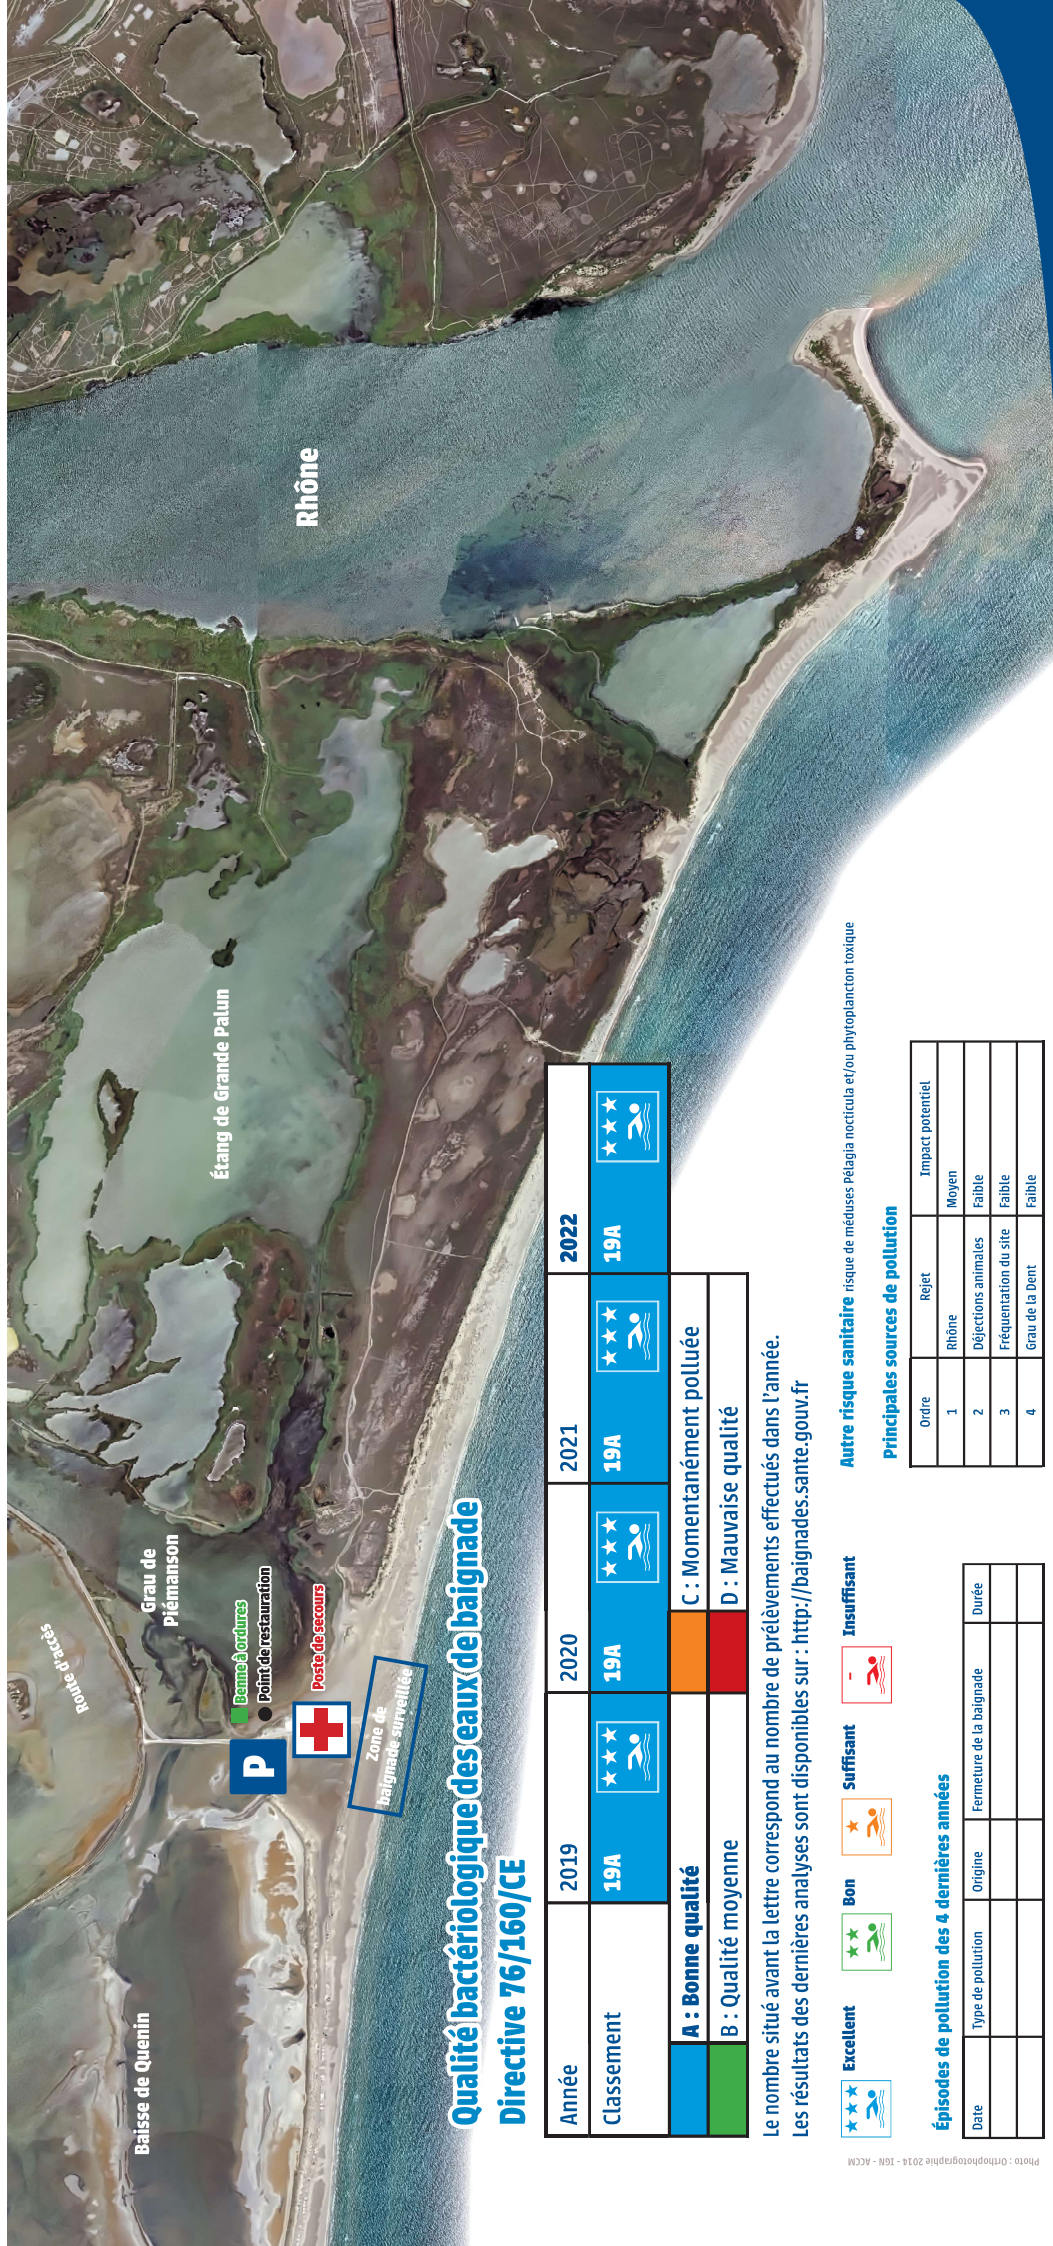 Baisse de Quenin
Route d'accès
Grau de
Piémanson
Benne à ordures
Point de restauration
P
Poste de secours
Zone de
baignade surveillée
Étang de Grande Palun
Rhône
Qualité bactériologique des eaux de baignade
Directive 76/160/CE
Année 2019 2020 2021 2022
Classement 19A 19A 19A 19A
A : Bonne qualité C : Momentanément polluée
B : Qualité moyenne D : Mauvaise qualité
Le nombre situé avant la lettre correspond au nombre de prélèvements effectués dans l'année.
Les résultats des dernières analyses sont disponibles sur : http://baignades.sante.gouv.fr
Excellent Bon Suffisant Insuffisant
Épisodes de pollution des 4 dernières années
Date Type de pollution Origine Fermeture de la baignade Durée
Autre risque sanitaire risque de méduses Pélagia nocticula et/ou phytoplancton toxique
Principales sources de pollution
Ordre Rejet Impact potentiel
1 Rhône Moyen
2 Déjections animales Faible
3 Fréquentation du site Faible
4 Grau de la Dent Faible
Photo : Orthophotographie 2014 - IGN - ACCM